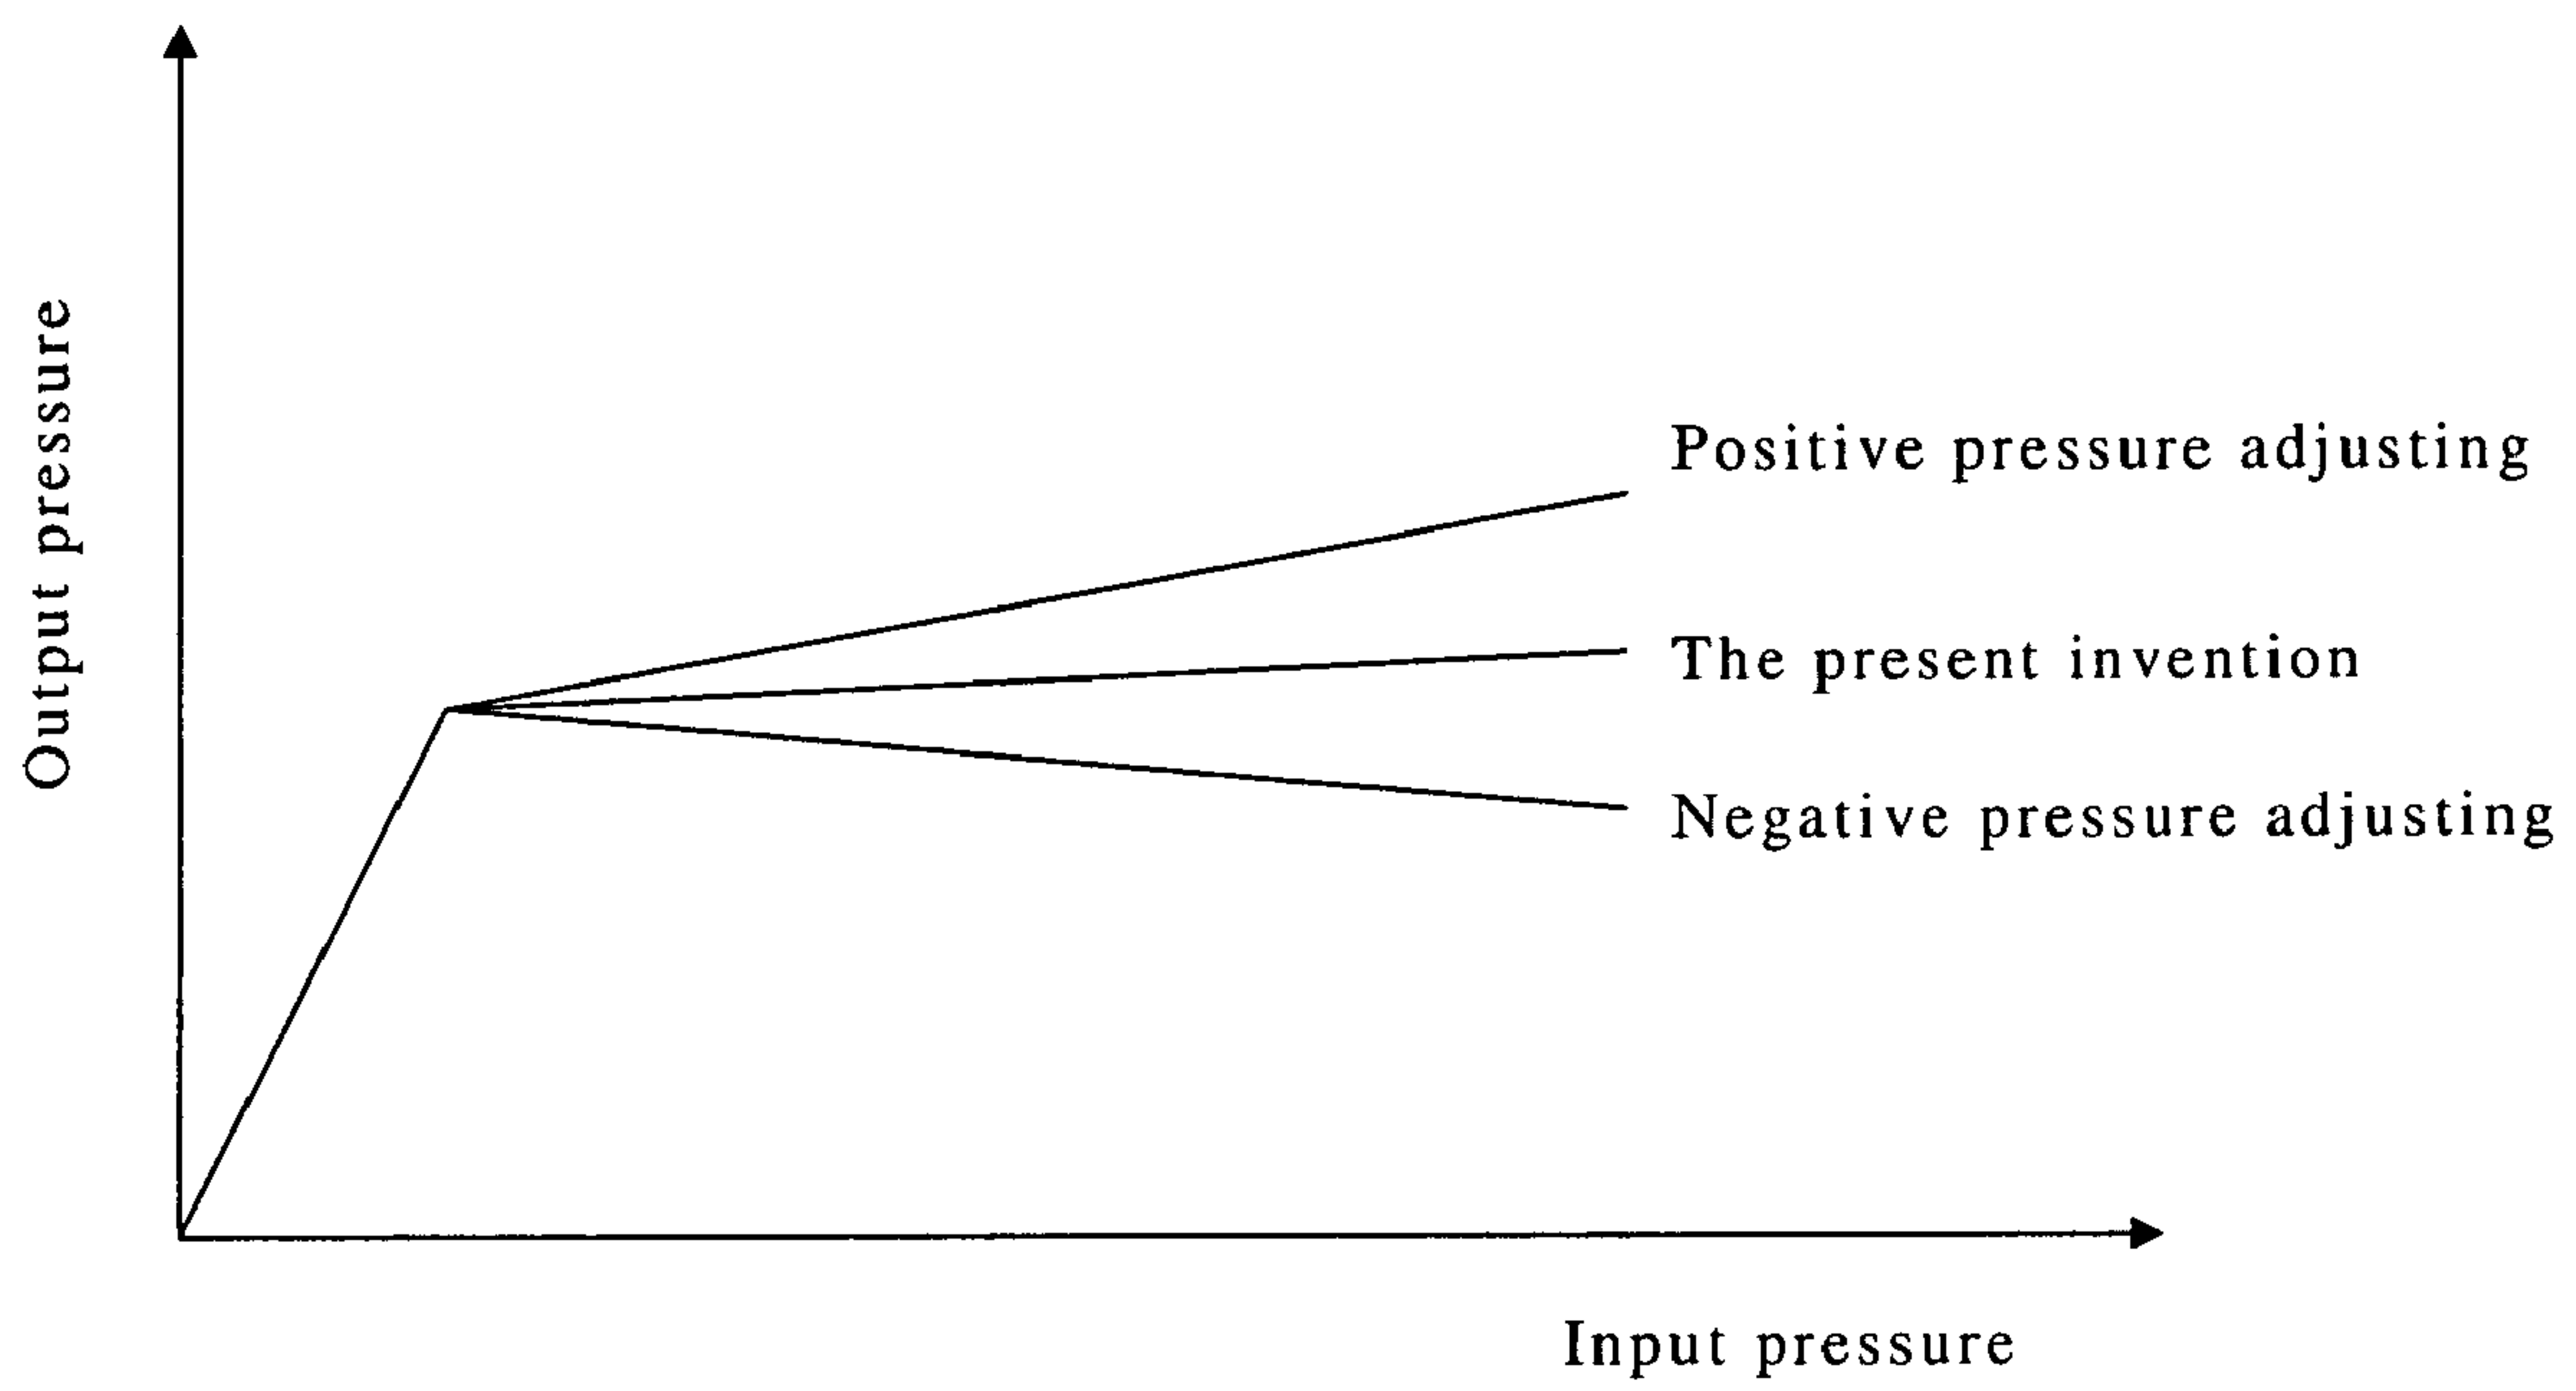 Output pressure
Positive pressure adjusting
The present invention
Negative pressure adjusting
Input pressure